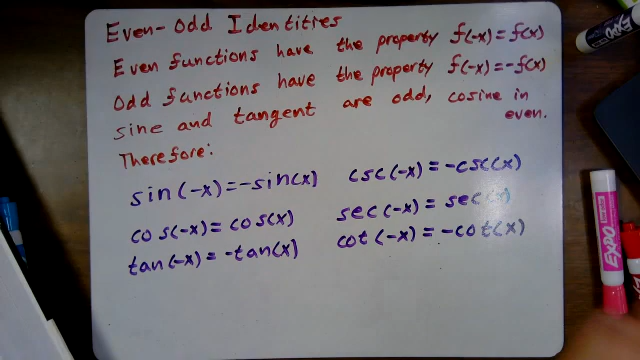 Even-Odd Identities
Even functions have the property f(-x)=f(x)
Odd functions have the property f(-x)=-f(x)
sine and tangent are odd, cosine in
even.
Therefore:
sin(-x)=-sin(x)
cos(-x)=cos(x)
tan(-x)=-tan(x)
csc(-x)=-csc(x)
sec(-x)=sec(x)
cot(-x)=-cot(x)
EXPO
EXPO